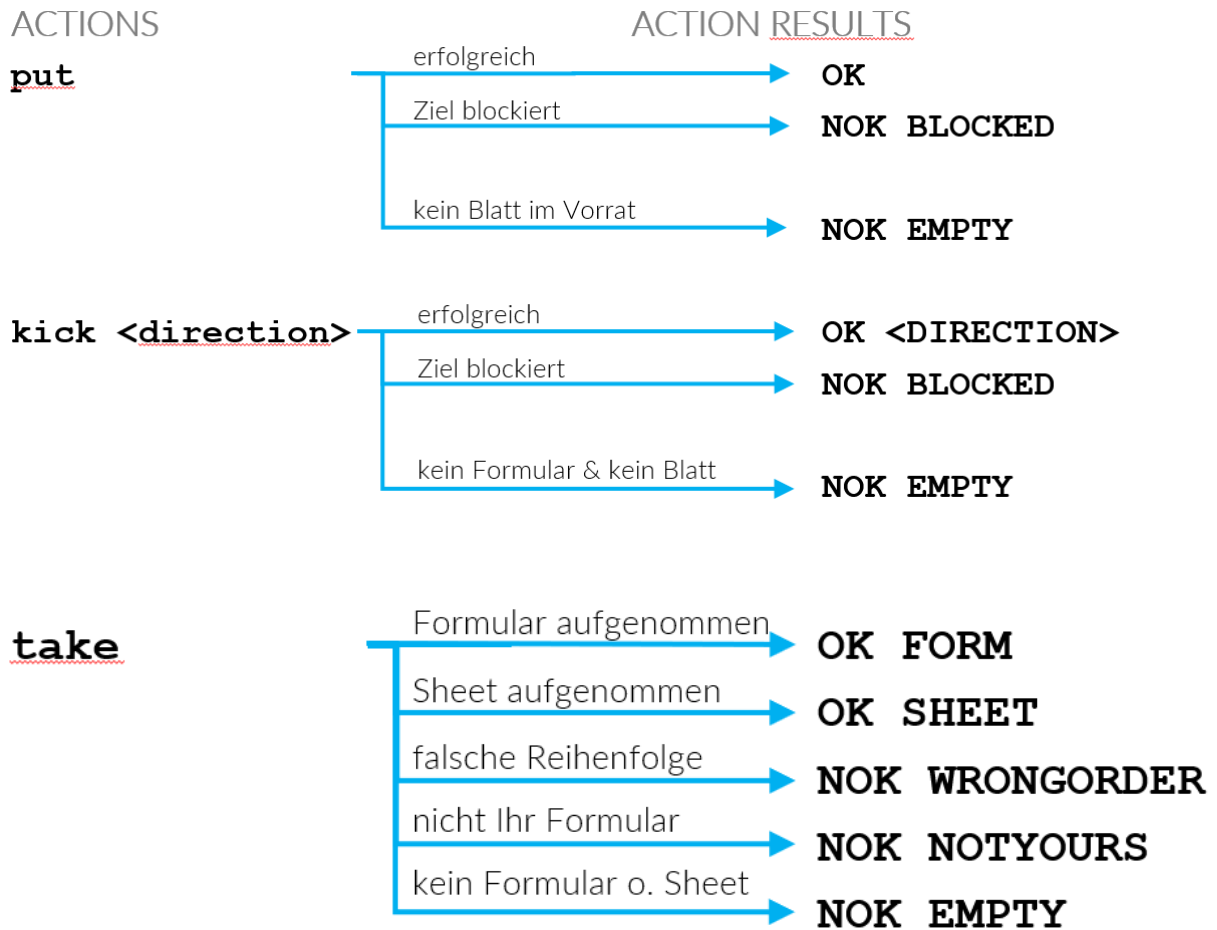 ACTIONS ACTION RESULTS
put erfolgreich OK
Ziel blockiert NOK BLOCKED
kein Blatt im Vorrat NOK EMPTY
kick <direction> erfolgreich OK <DIRECTION>
Ziel blockiert NOK BLOCKED
kein Formular & kein Blatt NOK EMPTY
take Formular aufgenommen OK FORM
Sheet aufgenommen OK SHEET
falsche Reihenfolge NOK WRONGORDER
nicht Ihr Formular NOK NOTYOURS
kein Formular o. Sheet NOK EMPTY